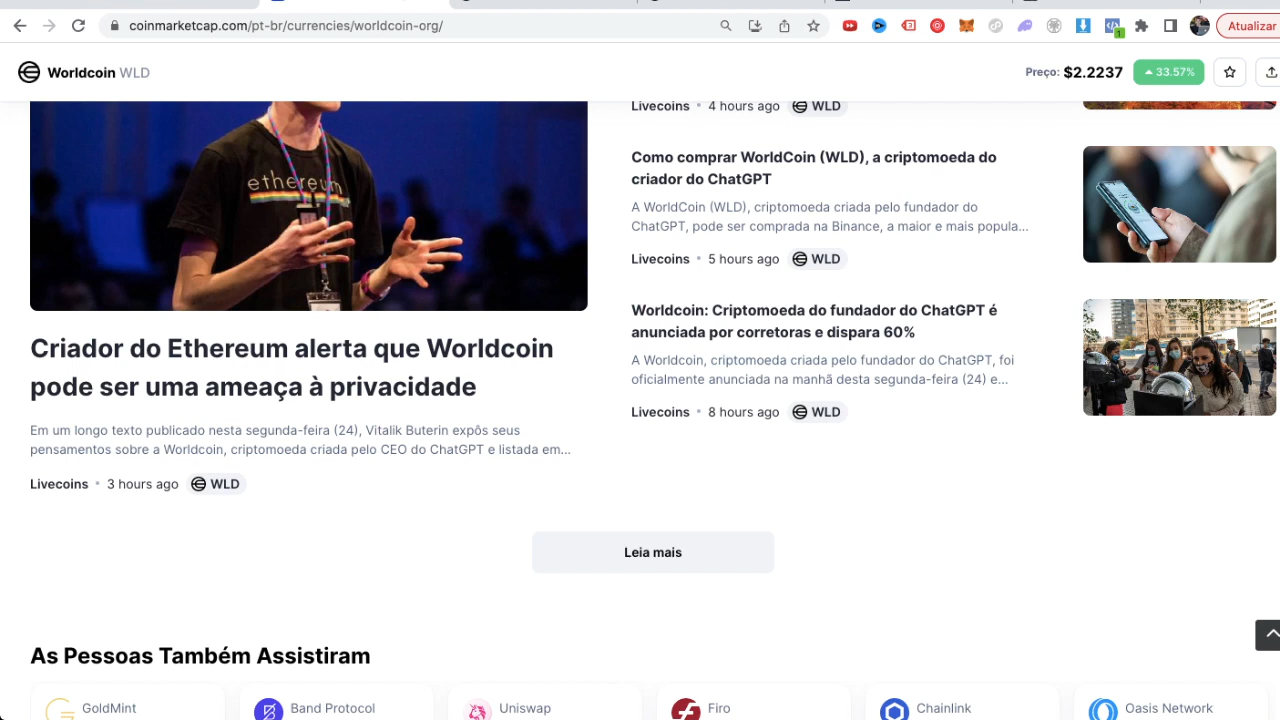 coinmarketcap.com/pt-br/currencies/worldcoin-org/
Atualizar
1
Worldcoin WLD
Preço: $2.2237
33.57%
ethereum
Criador do Ethereum alerta que Worldcoin
pode ser uma ameaça à privacidade
Em um longo texto publicado nesta segunda-feira (24), Vitalik Buterin expôs seus
pensamentos sobre a Worldcoin, criptomoeda criada pelo CEO do ChatGPT e listada em...
Livecoins • 3 hours ago WLD
Livecoins • 4 hours ago WLD
Como comprar WorldCoin (WLD), a criptomoeda do
criador do ChatGPT
A WorldCoin (WLD), criptomoeda criada pelo fundador do
ChatGPT, pode ser comprada na Binance, a maior e mais popula...
Livecoins • 5 hours ago WLD
Worldcoin: Criptomoeda do fundador do ChatGPT é
anunciada por corretoras e dispara 60%
A Worldcoin, criptomoeda criada pelo fundador do ChatGPT, foi
oficialmente anunciada na manhã desta segunda-feira (24) e...
Livecoins • 8 hours ago WLD
Leia mais
As Pessoas Também Assistiram
GoldMint
Band Protocol
Uniswap
Firo
Chainlink
Oasis Network